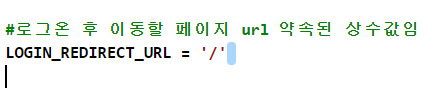 #로그온 후 이동할 페이지 url 약속된 상수값임
LOGIN_REDIRECT_URL = '/'